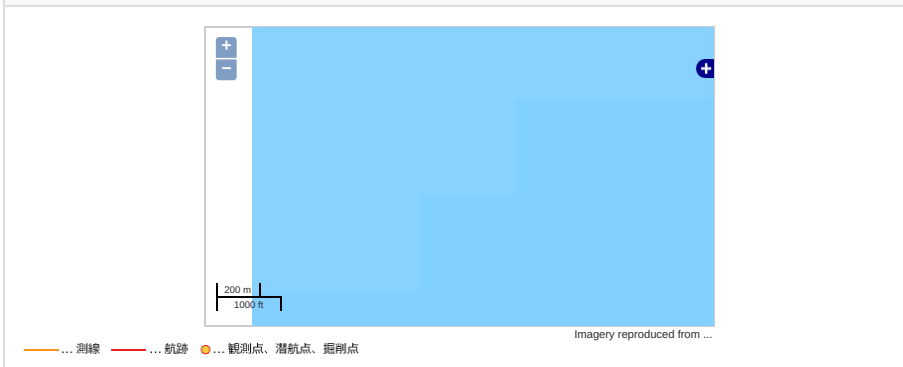 +
−
+
200 m
1000 ft
Imagery reproduced from ...
... 測線 ... 航跡 ... 観測点、潜航点、掘削点